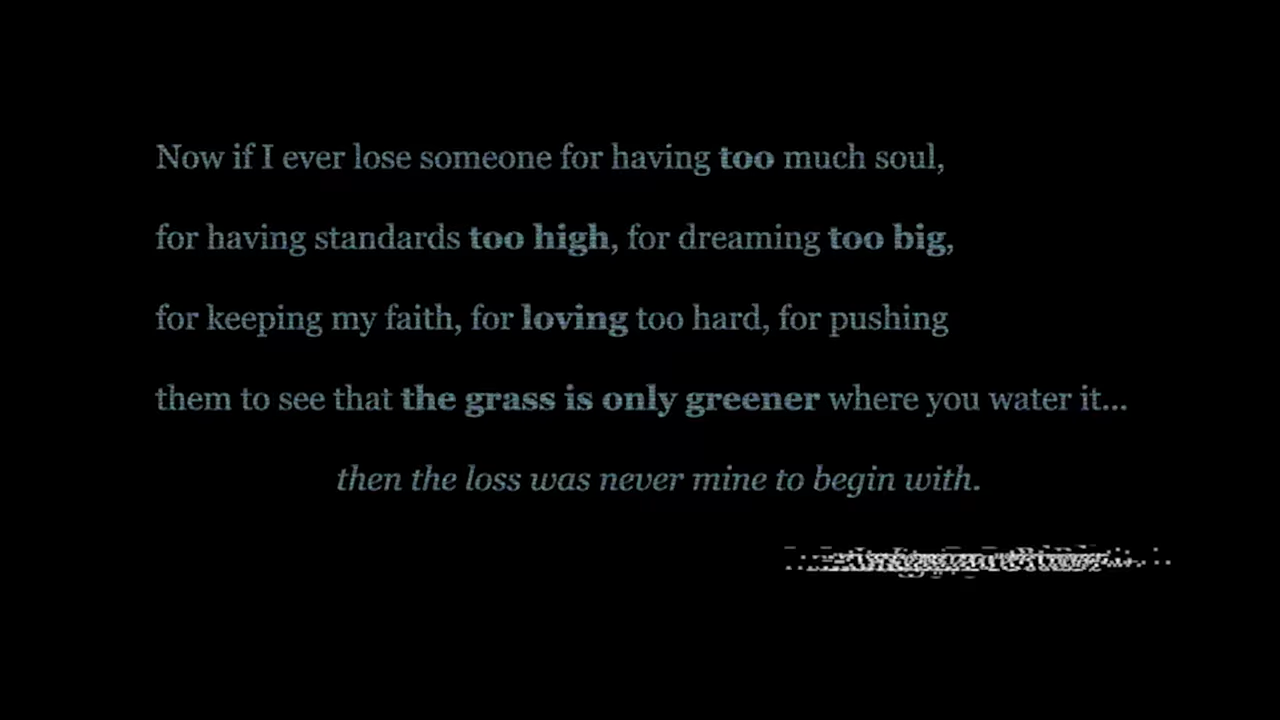 Now if I ever lose someone for having too much soul,
for having standards too high, for dreaming too big,
for keeping my faith, for loving too hard, for pushing
them to see that the grass is only greener where you water it...
then the loss was never mine to begin with.